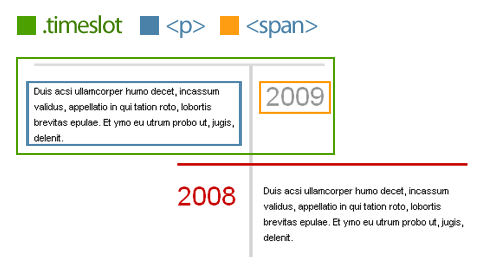 .timeslot <p> <span>
Duis acsi ullamcorper humo decet, incassum
validus, appellatio in qui tation roto, lobortis
brevitas epulae. Et ymo eu utrum probo ut, jugis,
delenit.
2009
2008
Duis acsi ullamcorper humo decet, incassum
validus, appellatio in qui tation roto, lobortis
brevitas epulae. Et ymo eu utrum probo ut, jugis,
delenit.